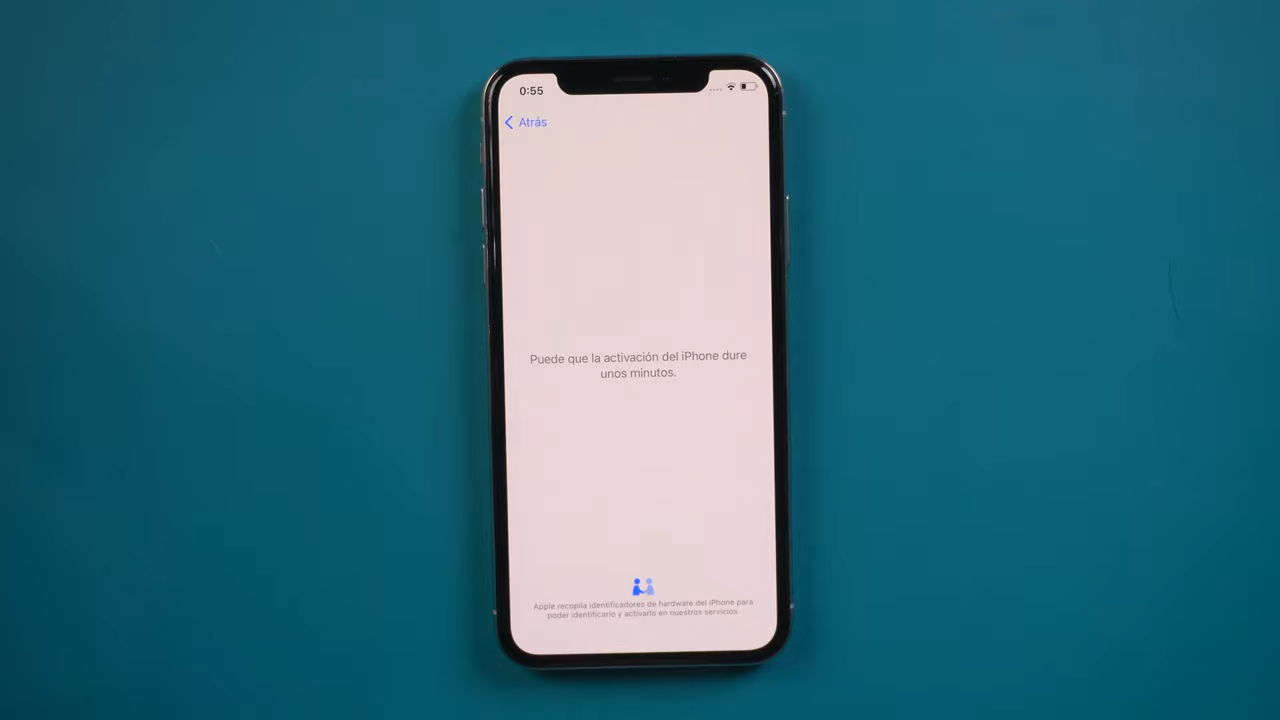 0:55
Atrás
Puede que la activación del iPhone dure
unos minutos.
Apple recopila identificadores de hardware del iPhone para
poder identificarlo y activarlo en nuestros servicios.